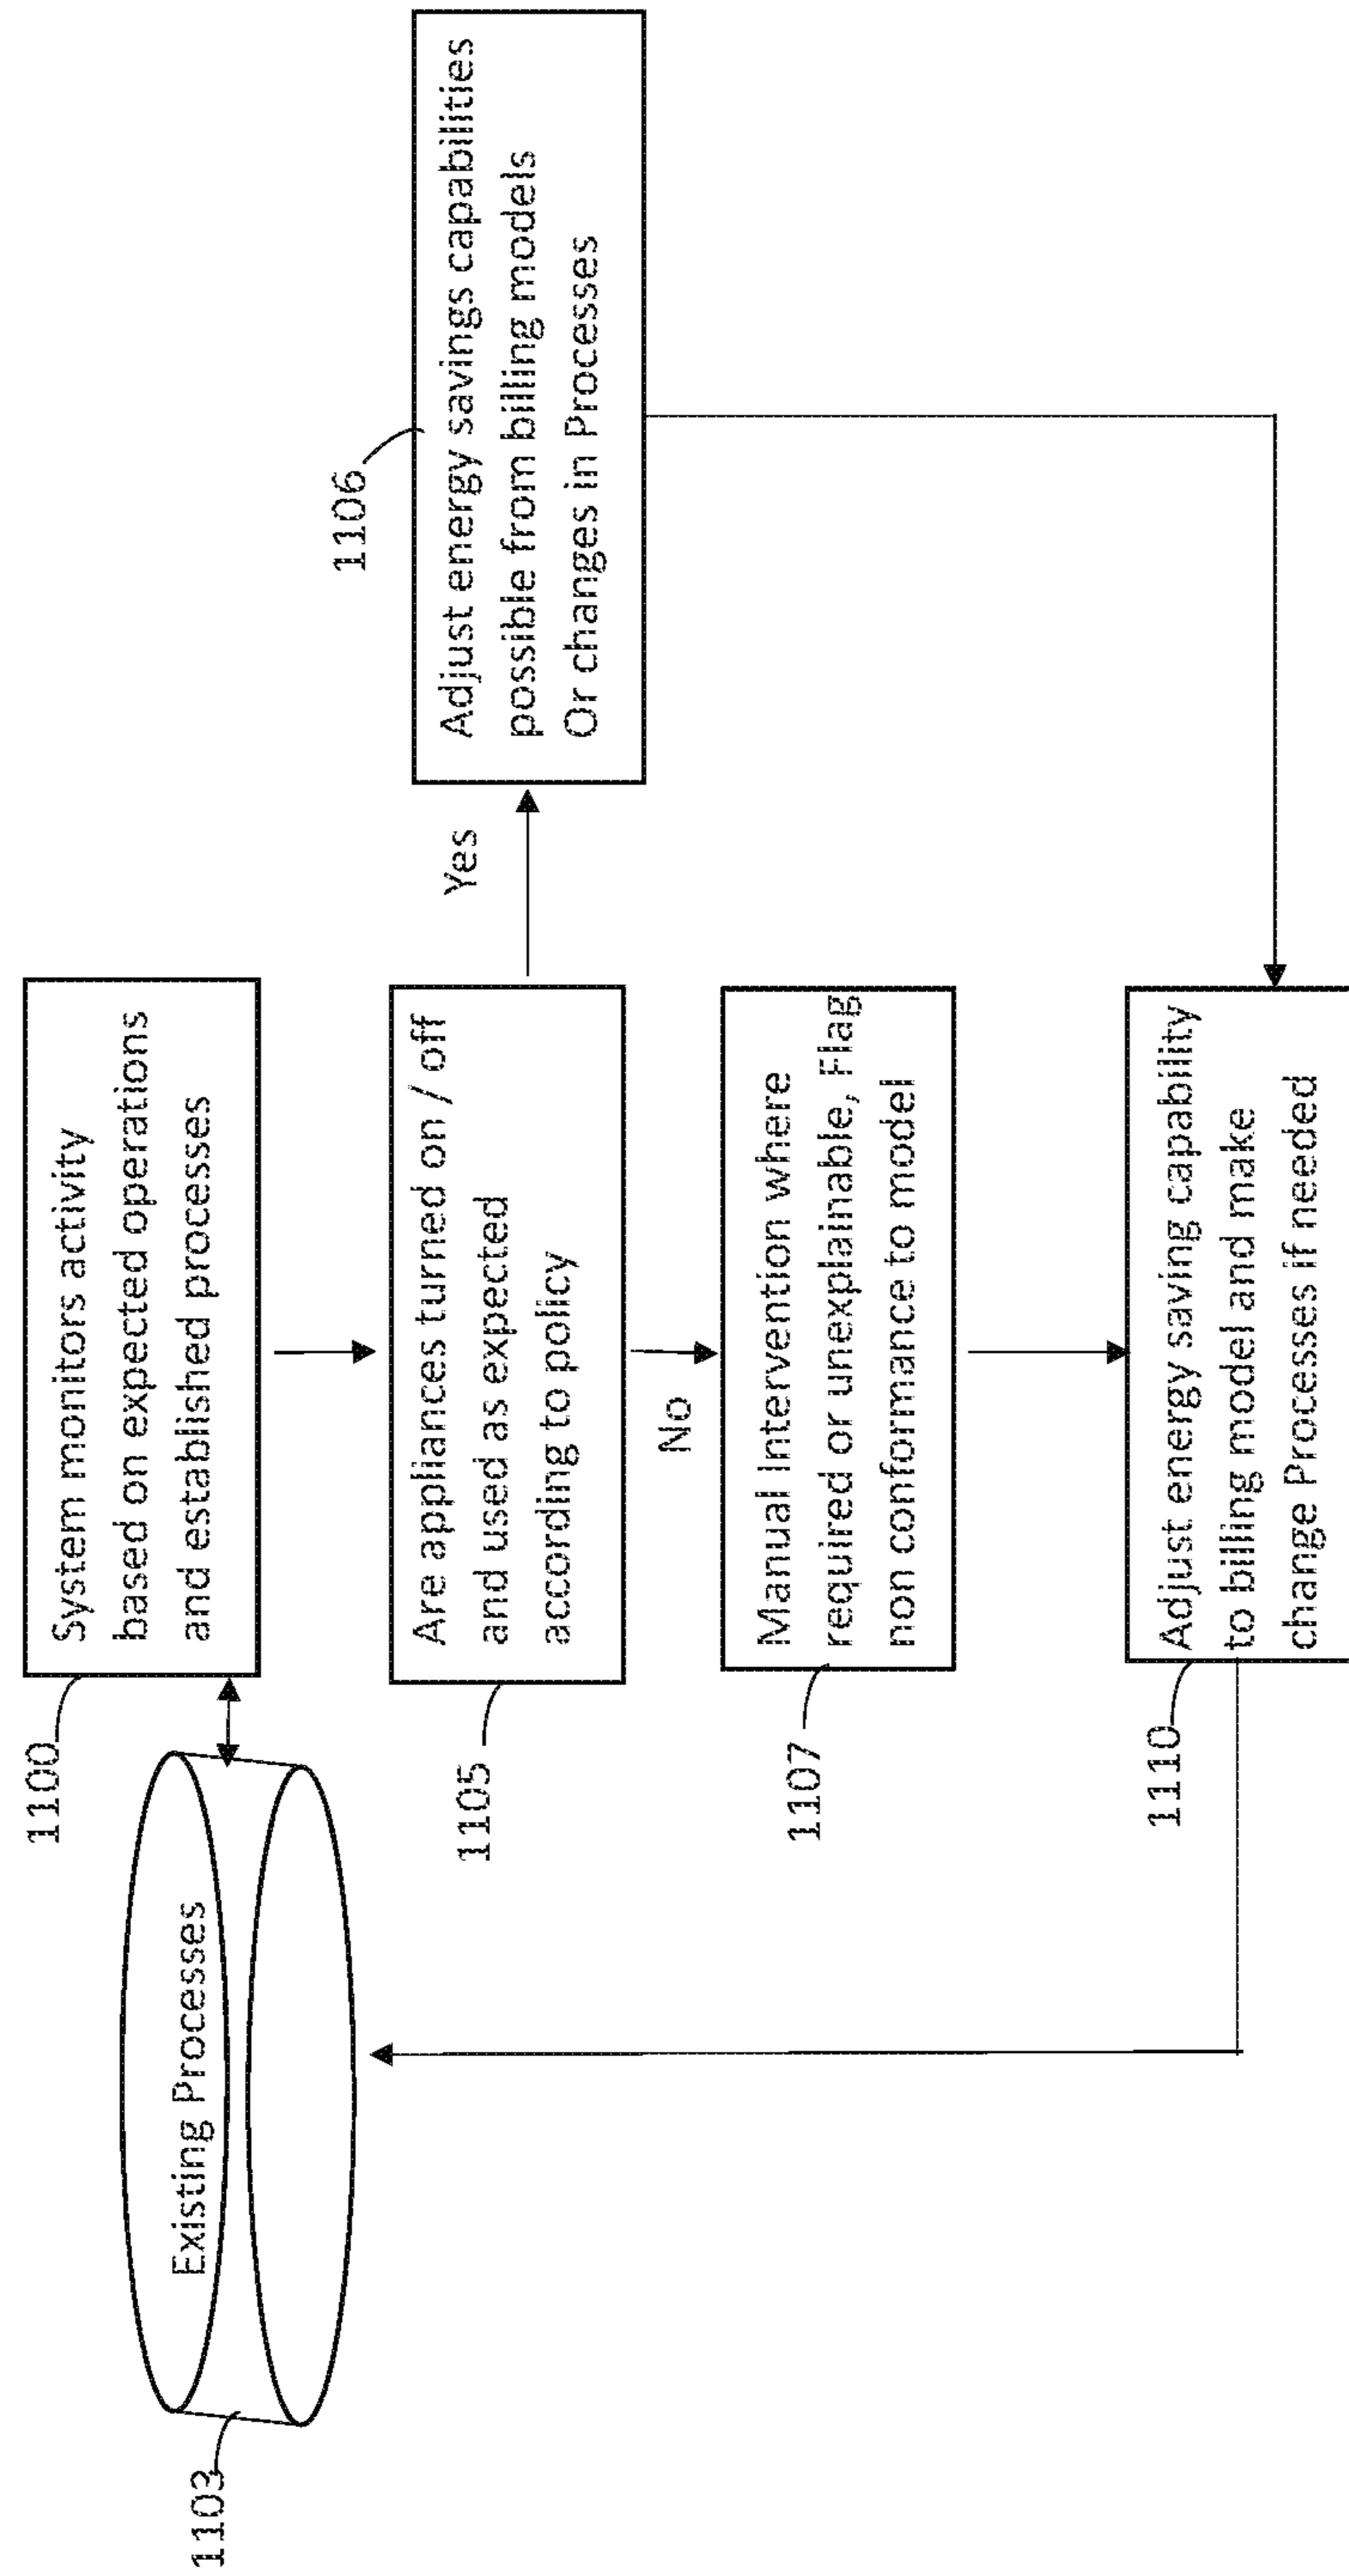 1100
System monitors activity
based on expected operations
and established processes
1103
Existing Processes
1105
Are appliances turned on / off
and used as expected
according to policy
Yes
1106
Adjust energy savings capabilities
possible from billing models
Or changes in Processes
No
1107
Manual Intervention where
required or unexplainable, Flag
non conformance to model
1110
Adjust energy saving capability
to billing model and make
change Processes if needed